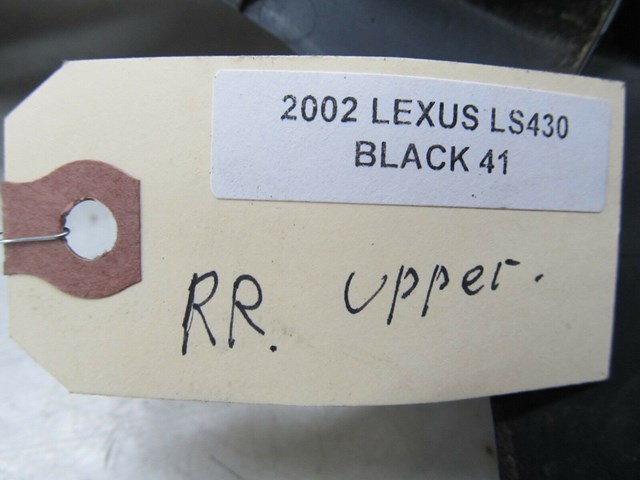 2002 LEXUS LS430
BLACK 41
RR. Upper.